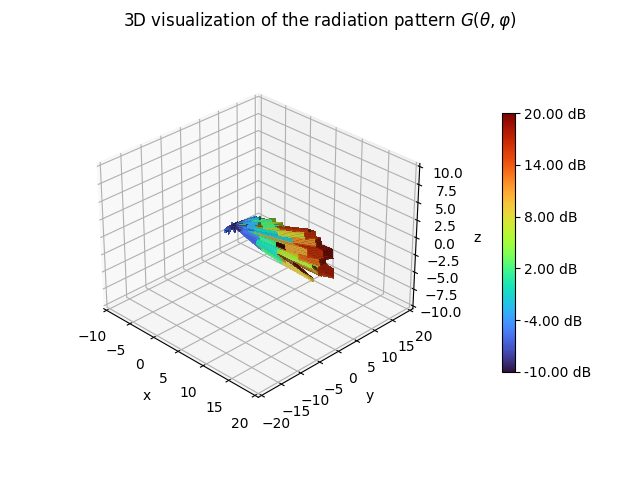 3D visualization of the radiation pattern G(θ, φ)
20.00 dB
14.00 dB
8.00 dB
2.00 dB
-4.00 dB
-10.00 dB
10.0
7.5
5.0
2.5
0.0
−2.5
−5.0
−7.5
−10.0
z
−10
−5
0
5
10
15
20
x
−20
−15
−10
−5
0
5
10
15
20
y